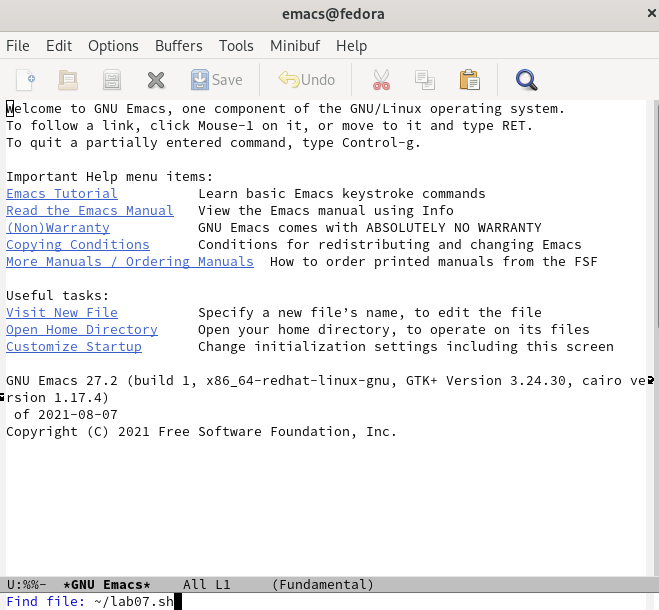 emacs@fedora
File Edit Options Buffers Tools Minibuf Help
Save Undo
Welcome to GNU Emacs, one component of the GNU/Linux operating system.
To follow a link, click Mouse-1 on it, or move to it and type RET.
To quit a partially entered command, type Control-g.
Important Help menu items:
Emacs Tutorial Learn basic Emacs keystroke commands
Read the Emacs Manual View the Emacs manual using Info
(Non)Warranty GNU Emacs comes with ABSOLUTELY NO WARRANTY
Copying Conditions Conditions for redistributing and changing Emacs
More Manuals / Ordering Manuals How to order printed manuals from the FSF
Useful tasks:
Visit New File Specify a new file’s name, to edit the file
Open Home Directory Open your home directory, to operate on its files
Customize Startup Change initialization settings including this screen
GNU Emacs 27.2 (build 1, x86_64-redhat-linux-gnu, GTK+ Version 3.24.30, cairo ve
rsion 1.17.4)
of 2021-08-07
Copyright (C) 2021 Free Software Foundation, Inc.
U:%%- *GNU Emacs* All L1 (Fundamental)
Find file: ~/lab07.sh